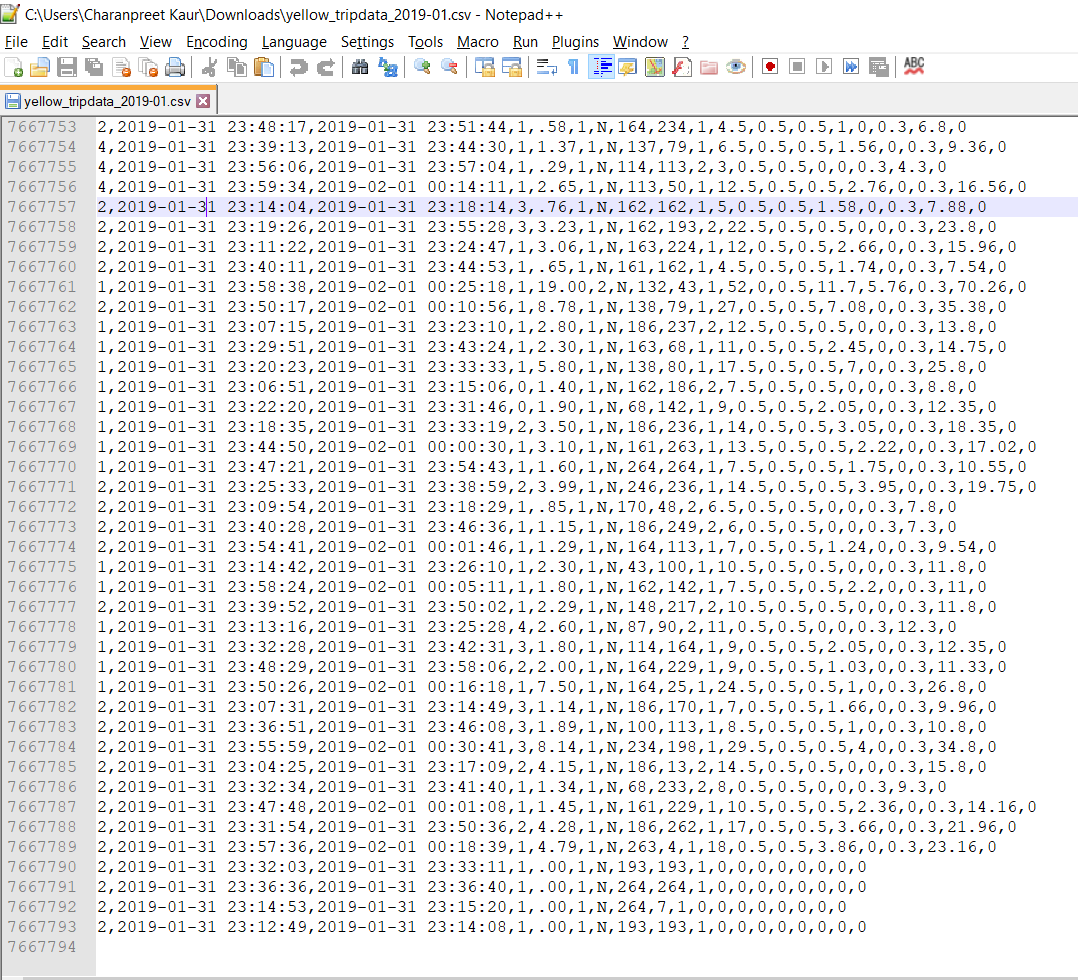 C:\Users\Charanpreet Kaur\Downloads\yellow_tripdata_2019-01.csv - Notepad++
File Edit Search View Encoding Language Settings Tools Macro Run Plugins Window ?
ABC
yellow_tripdata_2019-01.csv
7667753 2,2019-01-31 23:48:17,2019-01-31 23:51:44,1,.58,1,N,164,234,1,4.5,0.5,0.5,1,0,0.3,6.8,0
7667754 4,2019-01-31 23:39:13,2019-01-31 23:44:30,1,1.37,1,N,137,79,1,6.5,0.5,0.5,1.56,0,0.3,9.36,0
7667755 4,2019-01-31 23:56:06,2019-01-31 23:57:04,1,.29,1,N,114,113,2,3,0.5,0.5,0,0,0.3,4.3,0
7667756 4,2019-01-31 23:59:34,2019-02-01 00:14:11,1,2.65,1,N,113,50,1,12.5,0.5,0.5,2.76,0,0.3,16.56,0
7667757 2,2019-01-31 23:14:04,2019-01-31 23:18:14,3,.76,1,N,162,162,1,5,0.5,0.5,1.58,0,0.3,7.88,0
7667758 2,2019-01-31 23:19:26,2019-01-31 23:55:28,3,3.23,1,N,162,193,2,22.5,0.5,0.5,0,0,0.3,23.8,0
7667759 2,2019-01-31 23:11:22,2019-01-31 23:24:47,1,3.06,1,N,163,224,1,12,0.5,0.5,2.66,0,0.3,15.96,0
7667760 2,2019-01-31 23:40:11,2019-01-31 23:44:53,1,.65,1,N,161,162,1,4.5,0.5,0.5,1.74,0,0.3,7.54,0
7667761 1,2019-01-31 23:58:38,2019-02-01 00:25:18,1,19.00,2,N,132,43,1,52,0,0.5,11.7,5.76,0.3,70.26,0
7667762 2,2019-01-31 23:50:17,2019-02-01 00:10:56,1,8.78,1,N,138,79,1,27,0.5,0.5,7.08,0,0.3,35.38,0
7667763 1,2019-01-31 23:07:15,2019-01-31 23:23:10,1,2.80,1,N,186,237,2,12.5,0.5,0.5,0,0,0.3,13.8,0
7667764 1,2019-01-31 23:29:51,2019-01-31 23:43:24,1,2.30,1,N,163,68,1,11,0.5,0.5,2.45,0,0.3,14.75,0
7667765 1,2019-01-31 23:20:23,2019-01-31 23:33:33,1,5.80,1,N,138,80,1,17.5,0.5,0.5,7,0,0.3,25.8,0
7667766 1,2019-01-31 23:06:51,2019-01-31 23:15:06,0,1.40,1,N,162,186,2,7.5,0.5,0.5,0,0,0.3,8.8,0
7667767 1,2019-01-31 23:22:20,2019-01-31 23:31:46,0,1.90,1,N,68,142,1,9,0.5,0.5,2.05,0,0.3,12.35,0
7667768 1,2019-01-31 23:18:35,2019-01-31 23:33:19,2,3.50,1,N,186,236,1,14,0.5,0.5,3.05,0,0.3,18.35,0
7667769 1,2019-01-31 23:44:50,2019-02-01 00:00:30,1,3.10,1,N,161,263,1,13.5,0.5,0.5,2.22,0,0.3,17.02,0
7667770 1,2019-01-31 23:47:21,2019-01-31 23:54:43,1,1.60,1,N,264,264,1,7.5,0.5,0.5,1.75,0,0.3,10.55,0
7667771 2,2019-01-31 23:25:33,2019-01-31 23:38:59,2,3.99,1,N,246,236,1,14.5,0.5,0.5,3.95,0,0.3,19.75,0
7667772 2,2019-01-31 23:09:54,2019-01-31 23:18:29,1,.85,1,N,170,48,2,6.5,0.5,0.5,0,0,0.3,7.8,0
7667773 2,2019-01-31 23:40:28,2019-01-31 23:46:36,1,1.15,1,N,186,249,2,6,0.5,0.5,0,0,0.3,7.3,0
7667774 2,2019-01-31 23:54:41,2019-02-01 00:01:46,1,1.29,1,N,164,113,1,7,0.5,0.5,1.24,0,0.3,9.54,0
7667775 1,2019-01-31 23:14:42,2019-01-31 23:26:10,1,2.30,1,N,43,100,1,10.5,0.5,0.5,0,0,0.3,11.8,0
7667776 1,2019-01-31 23:58:24,2019-02-01 00:05:11,1,1.80,1,N,162,142,1,7.5,0.5,0.5,2.2,0,0.3,11,0
7667777 2,2019-01-31 23:39:52,2019-01-31 23:50:02,1,2.29,1,N,148,217,2,10.5,0.5,0.5,0,0,0.3,11.8,0
7667778 1,2019-01-31 23:13:16,2019-01-31 23:25:28,4,2.60,1,N,87,90,2,11,0.5,0.5,0,0,0.3,12.3,0
7667779 1,2019-01-31 23:32:28,2019-01-31 23:42:31,3,1.80,1,N,114,164,1,9,0.5,0.5,2.05,0,0.3,12.35,0
7667780 1,2019-01-31 23:48:29,2019-01-31 23:58:06,2,2.00,1,N,164,229,1,9,0.5,0.5,1.03,0,0.3,11.33,0
7667781 1,2019-01-31 23:50:26,2019-02-01 00:16:18,1,7.50,1,N,164,25,1,24.5,0.5,0.5,1,0,0.3,26.8,0
7667782 2,2019-01-31 23:07:31,2019-01-31 23:14:49,3,1.14,1,N,186,170,1,7,0.5,0.5,1.66,0,0.3,9.96,0
7667783 2,2019-01-31 23:36:51,2019-01-31 23:46:08,3,1.89,1,N,100,113,1,8.5,0.5,0.5,1,0,0.3,10.8,0
7667784 2,2019-01-31 23:55:59,2019-02-01 00:30:41,3,8.14,1,N,234,198,1,29.5,0.5,0.5,4,0,0.3,34.8,0
7667785 2,2019-01-31 23:04:25,2019-01-31 23:17:09,2,4.15,1,N,186,13,2,14.5,0.5,0.5,0,0,0.3,15.8,0
7667786 2,2019-01-31 23:32:34,2019-01-31 23:41:40,1,1.34,1,N,68,233,2,8,0.5,0.5,0,0,0.3,9.3,0
7667787 2,2019-01-31 23:47:48,2019-02-01 00:01:08,1,1.45,1,N,161,229,1,10.5,0.5,0.5,2.36,0,0.3,14.16,0
7667788 2,2019-01-31 23:31:54,2019-01-31 23:50:36,2,4.28,1,N,186,262,1,17,0.5,0.5,3.66,0,0.3,21.96,0
7667789 2,2019-01-31 23:57:36,2019-02-01 00:18:39,1,4.79,1,N,263,4,1,18,0.5,0.5,3.86,0,0.3,23.16,0
7667790 2,2019-01-31 23:32:03,2019-01-31 23:33:11,1,.00,1,N,193,193,1,0,0,0,0,0,0,0,0
7667791 2,2019-01-31 23:36:36,2019-01-31 23:36:40,1,.00,1,N,264,264,1,0,0,0,0,0,0,0,0
7667792 2,2019-01-31 23:14:53,2019-01-31 23:15:20,1,.00,1,N,264,7,1,0,0,0,0,0,0,0,0
7667793 2,2019-01-31 23:12:49,2019-01-31 23:14:08,1,.00,1,N,193,193,1,0,0,0,0,0,0,0,0
7667794